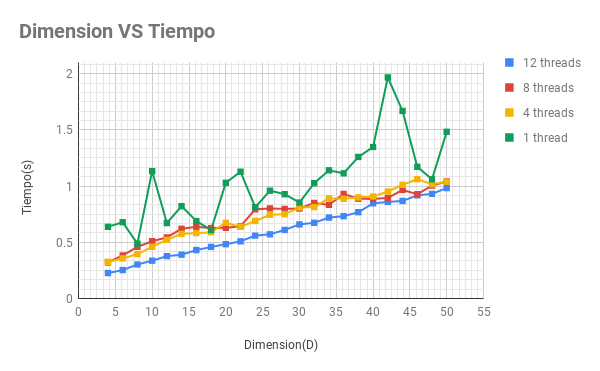 Dimension VS Tiempo
2
1.5
1
0.5
0
0 5 10 15 20 25 30 35 40 45 50 55
Tiempo(s)
Dimension(D)
12 threads
8 threads
4 threads
1 thread